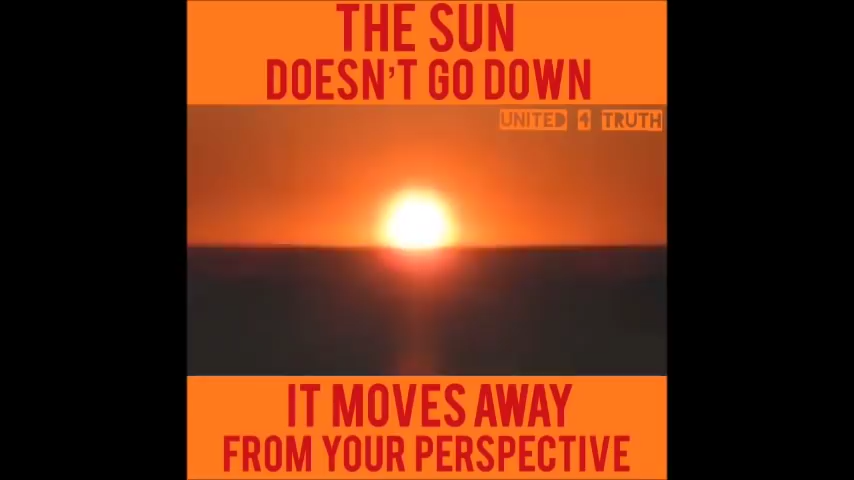 THE SUN
DOESN'T GO DOWN
UNITED 4 TRUTH
IT MOVES AWAY
FROM YOUR PERSPECTIVE